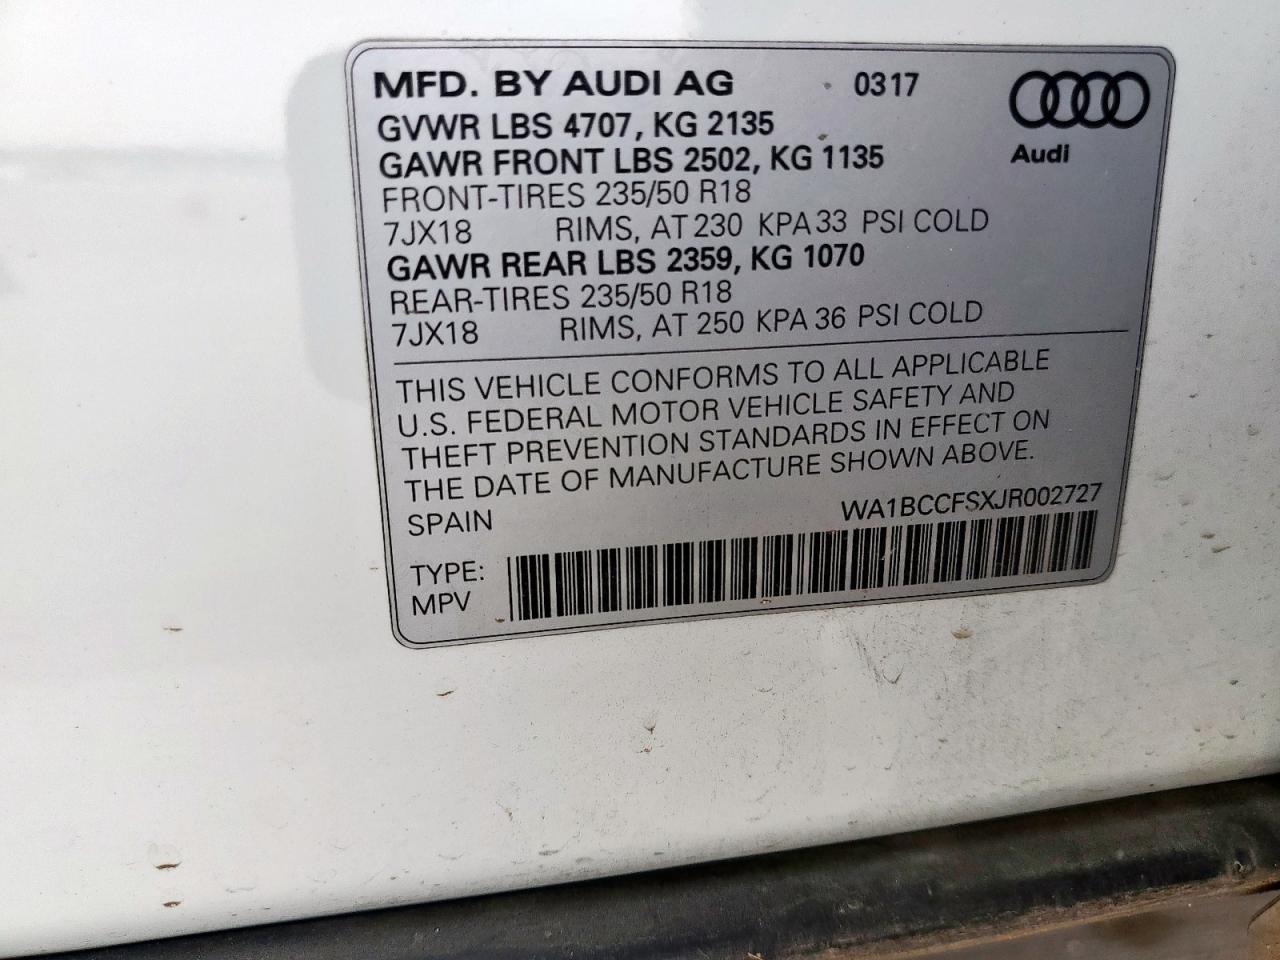 MFD. BY AUDI AG 0317
GVWR LBS 4707, KG 2135
GAWR FRONT LBS 2502, KG 1135
Audi
FRONT-TIRES 235/50 R18
7JX18 RIMS, AT 230 KPA 33 PSI COLD
GAWR REAR LBS 2359, KG 1070
REAR-TIRES 235/50 R18
7JX18 RIMS, AT 250 KPA 36 PSI COLD
THIS VEHICLE CONFORMS TO ALL APPLICABLE
U.S. FEDERAL MOTOR VEHICLE SAFETY AND
THEFT PREVENTION STANDARDS IN EFFECT ON
THE DATE OF MANUFACTURE SHOWN ABOVE.
SPAIN WA1BCCFSXJR002727
TYPE:
MPV